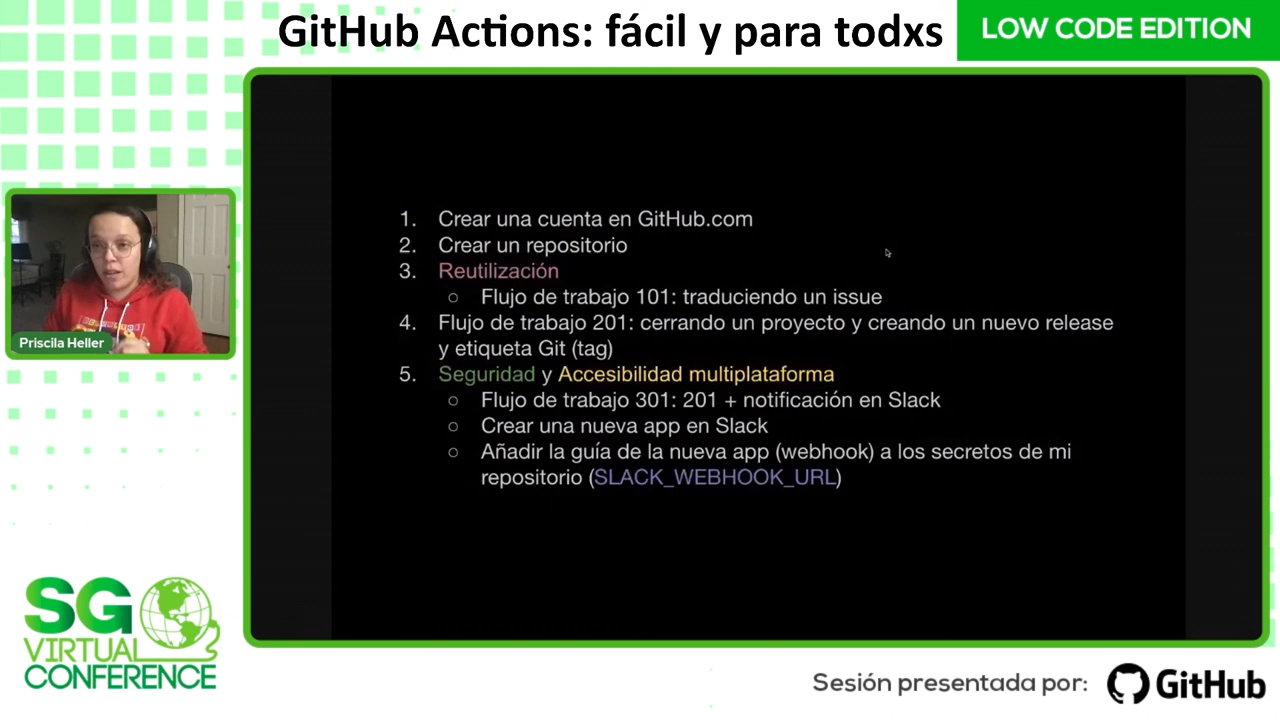 GitHub Actions: fácil y para todxs
LOW CODE EDITION
1. Crear una cuenta en GitHub.com
2. Crear un repositorio
3. Reutilización
○ Flujo de trabajo 101: traduciendo un issue
4. Flujo de trabajo 201: cerrando un proyecto y creando un nuevo release
y etiqueta Git (tag)
5. Seguridad y Accesibilidad multiplataforma
○ Flujo de trabajo 301: 201 + notificación en Slack
○ Crear una nueva app en Slack
○ Añadir la guía de la nueva app (webhook) a los secretos de mi
repositorio (SLACK_WEBHOOK_URL)
Priscila Heller
SG
VIRTUAL
CONFERENCE
Sesión presentada por:
GitHub